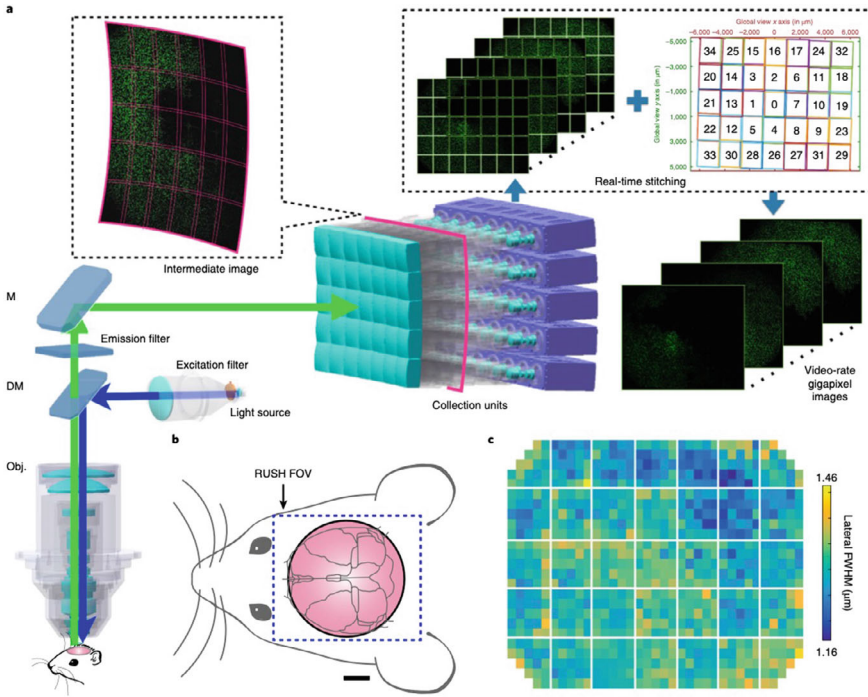 a
Global view x axis (in μm)
−6,000 −4,000 −2,000 0 2,000 4,000 6,000
Global view y axis (in μm)
−5,000
−3,000
−1,000
1,000
3,000
5,000
34 25 15 16 17 24 32
20 14 3 2 6 11 18
21 13 1 0 7 10 19
22 12 5 4 8 9 23
33 30 28 26 27 31 29
Real-time stitching
Intermediate image
M
Emission filter
Excitation filter
DM
Light source
Collection units
Video-rate
gigapixel
images
Obj.
b
RUSH FOV
c
1.46
Lateral FWHM (μm)
1.16